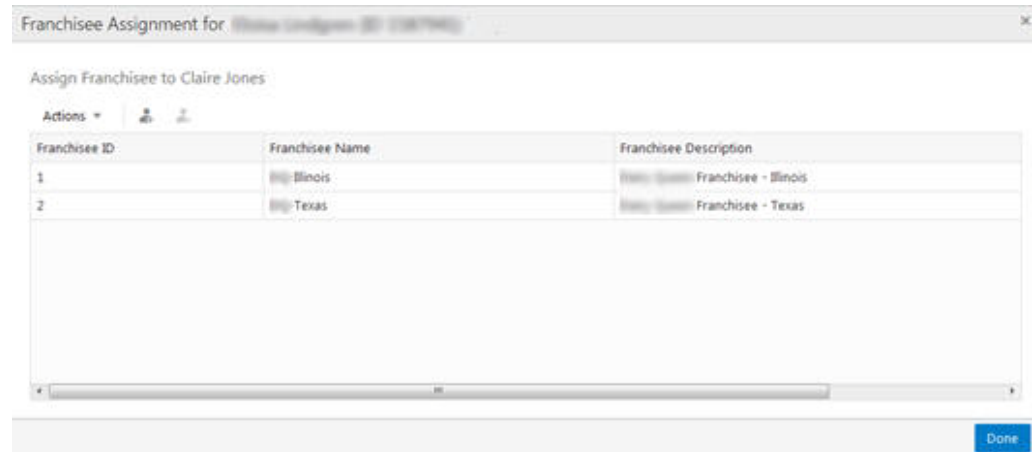 Franchisee Assignment for
Assign Franchisee to Claire Jones
Actions
Franchisee ID Franchisee Name Franchisee Description
1 Illinois Franchisee - Illinois
2 Texas Franchisee - Texas
Done